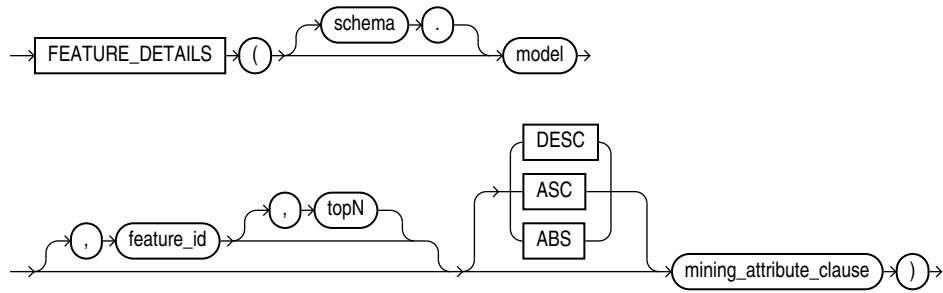 schema .
FEATURE_DETAILS ( model
DESC
, topN ASC
, feature_id ABS
mining_attribute_clause )